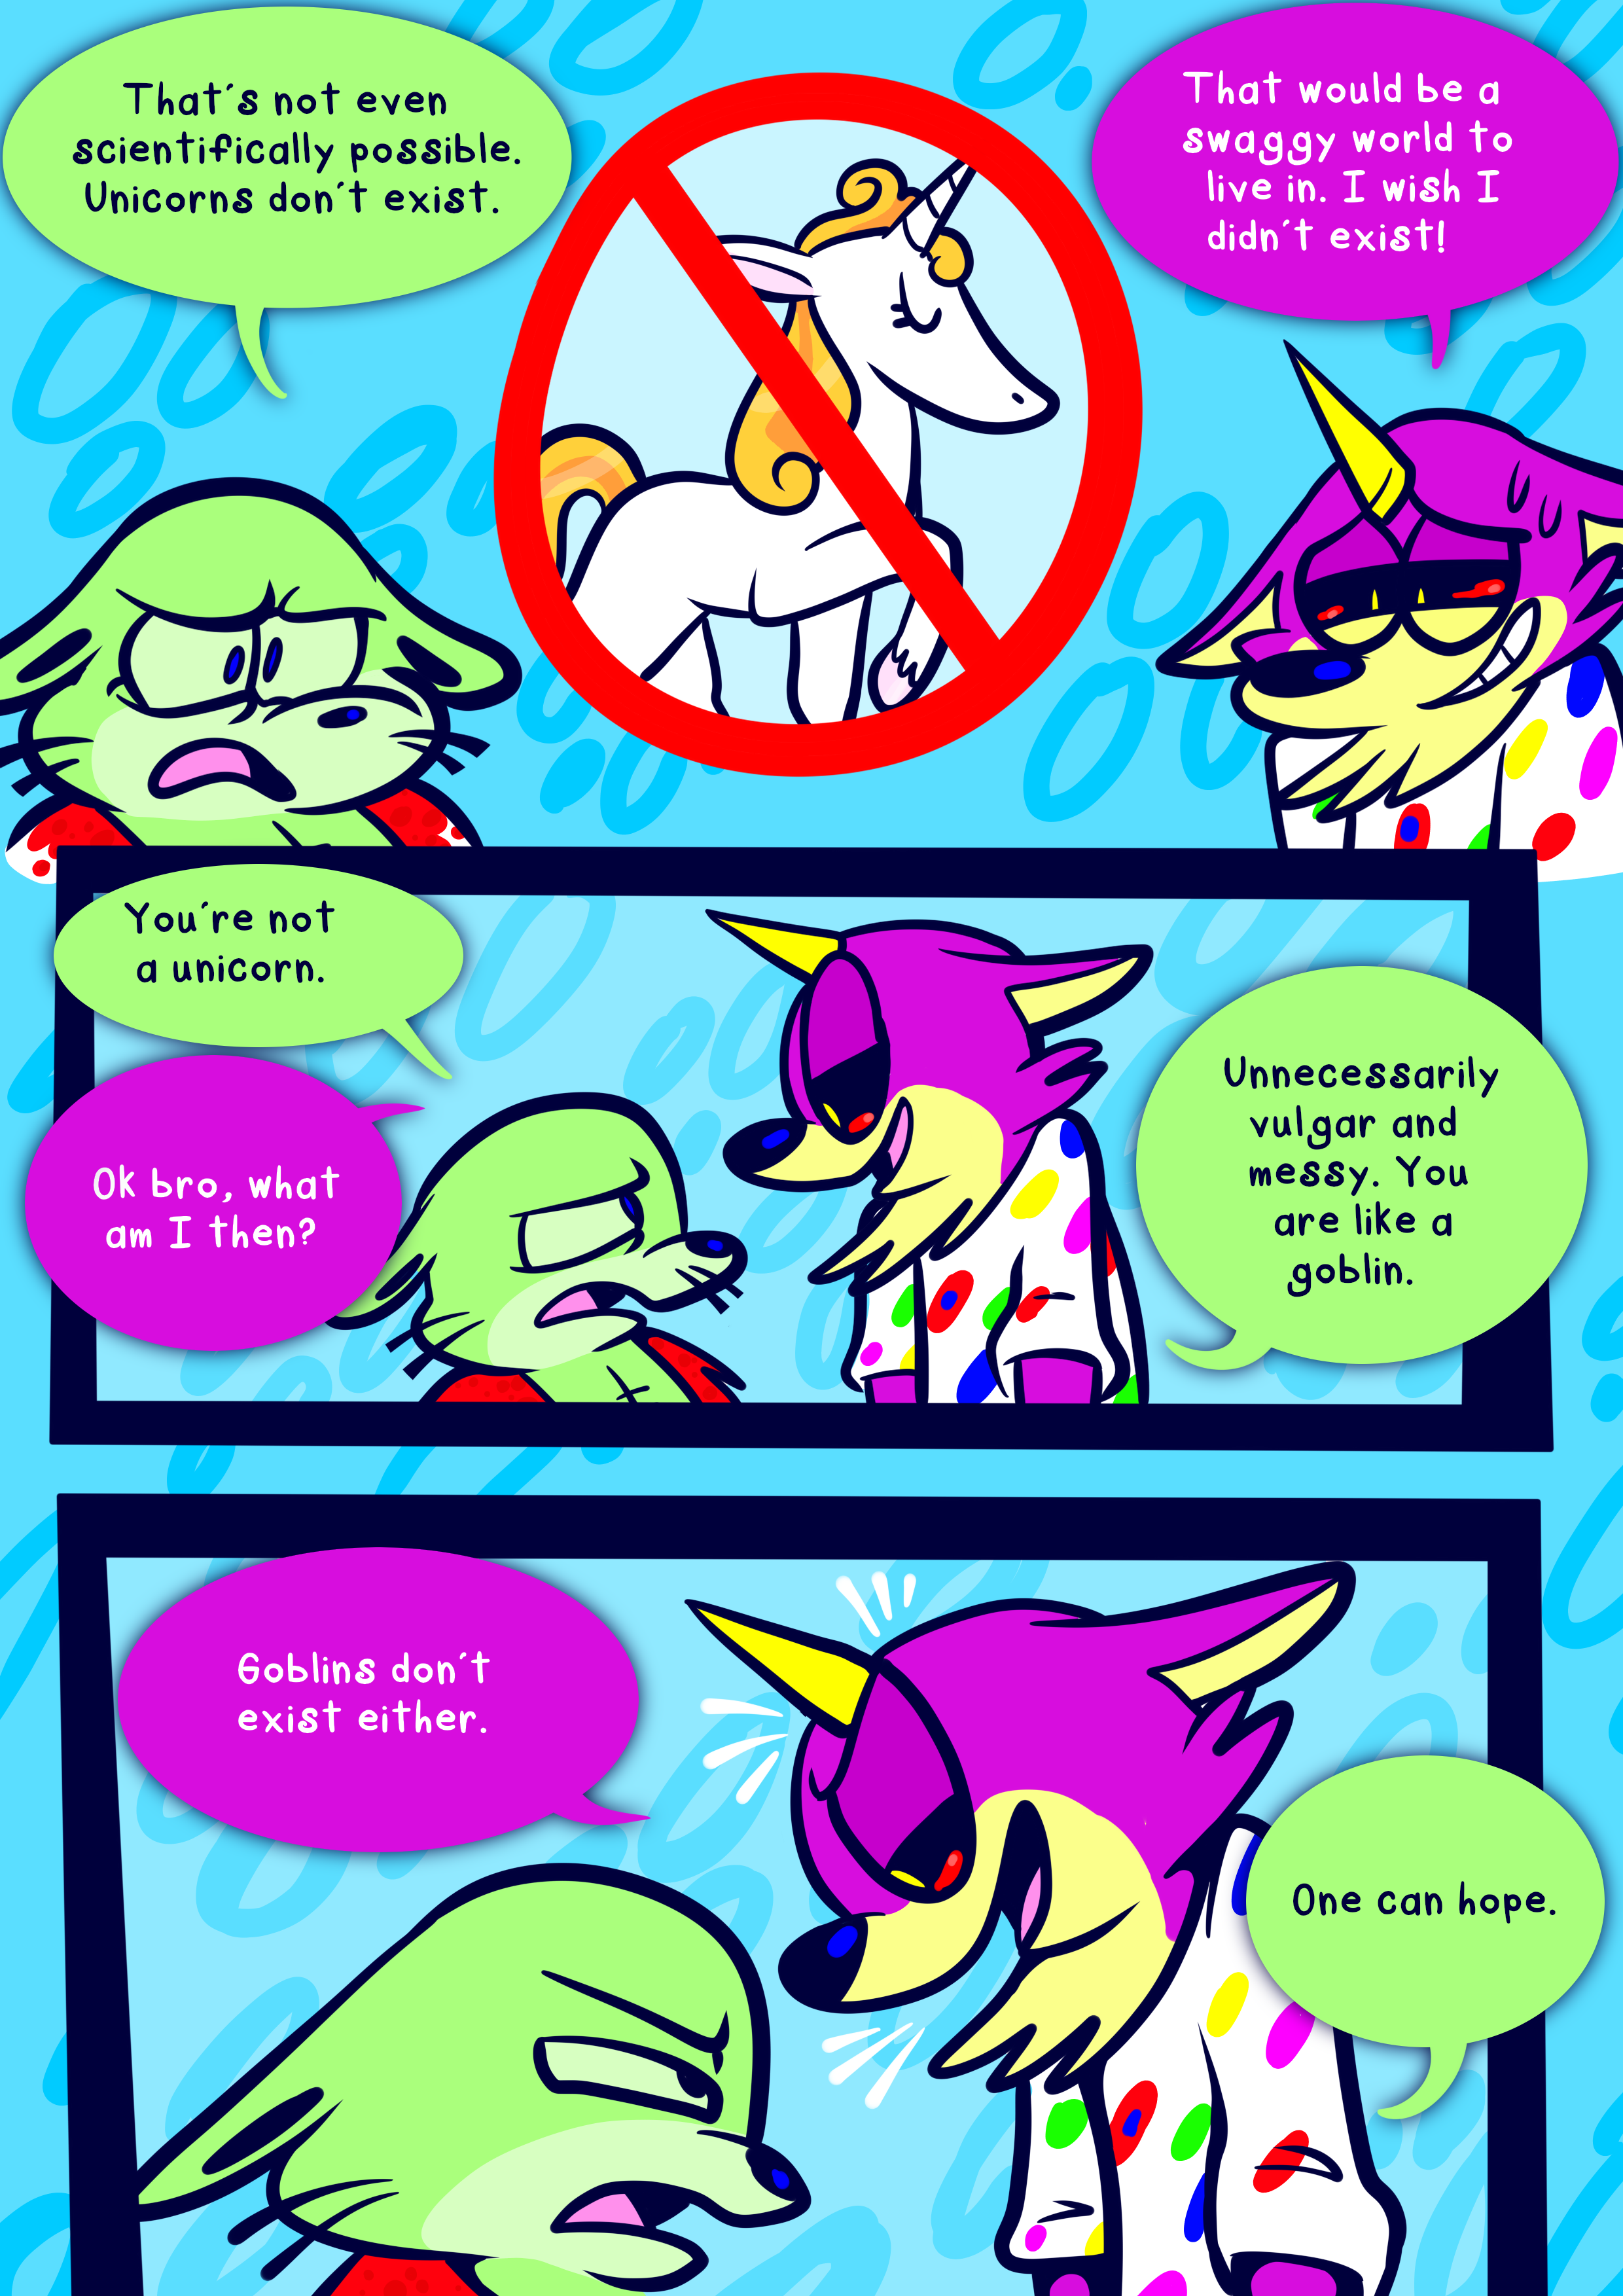 That's not even
scientifically possible.
Unicorns don't exist.
That would be a
swaggy world to
live in. I wish I
didn't exist!
You're not
a unicorn.
Ok bro, what
am I then?
Unnecessarily
vulgar and
messy. You
are like a
goblin.
Goblins don't
exist either.
One can hope.